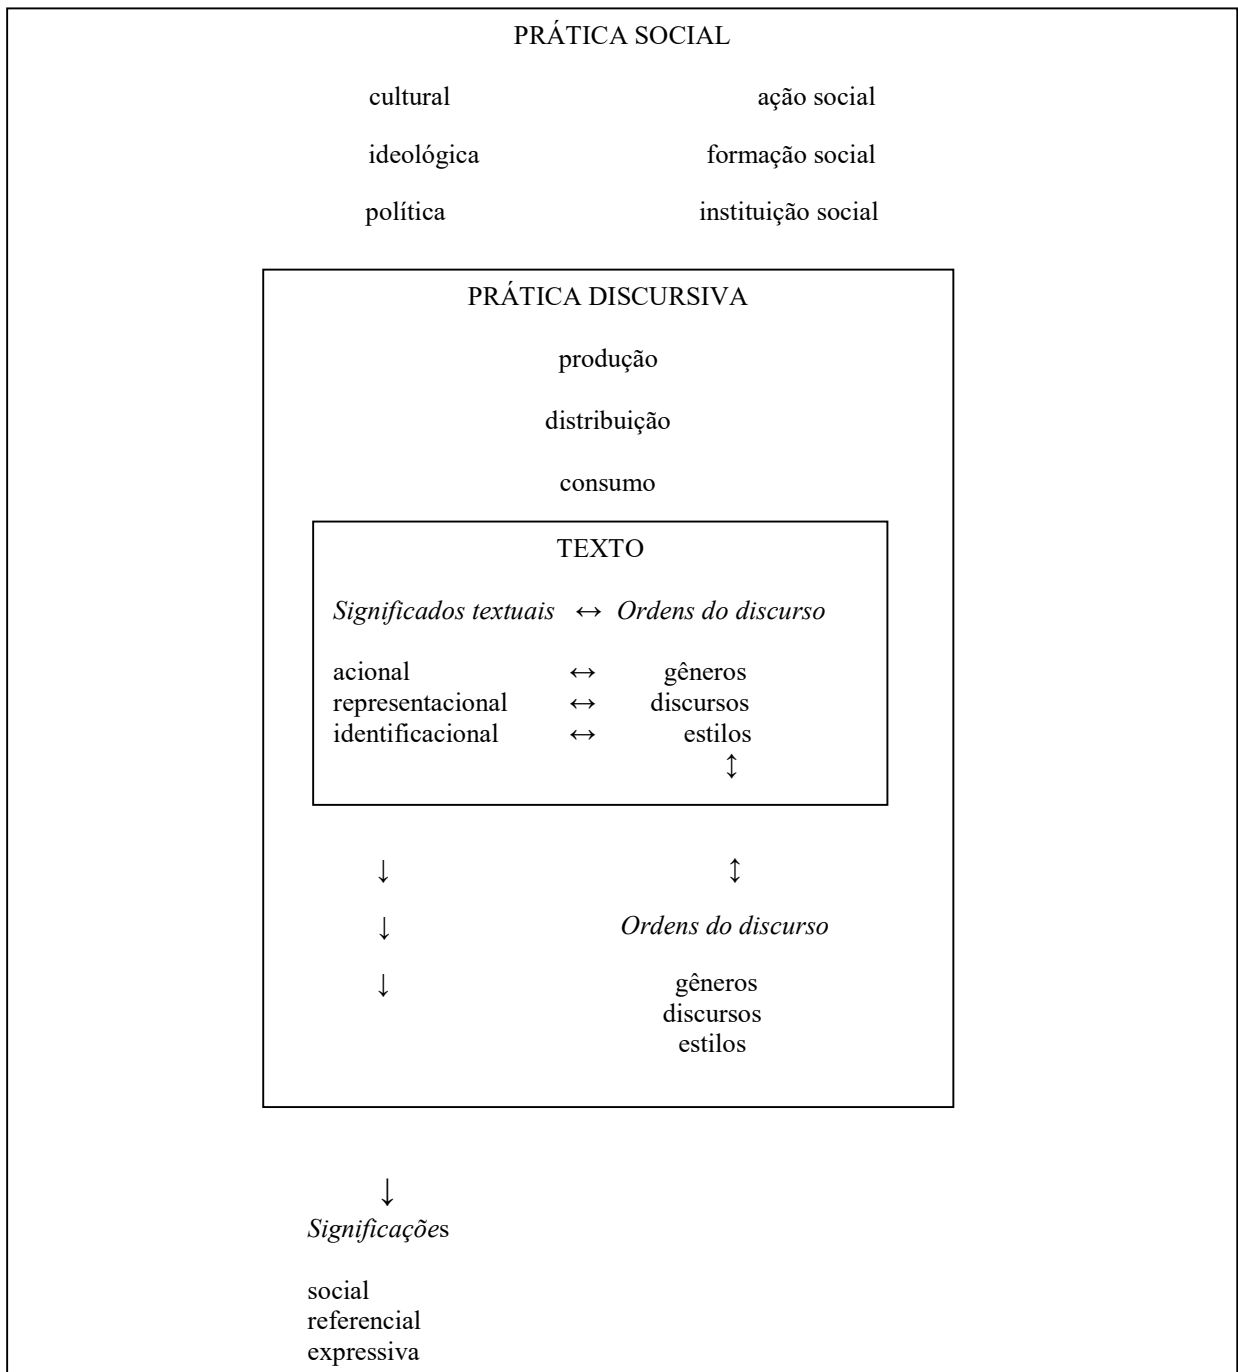 PRÁTICA SOCIAL
cultural ação social
ideológica formação social
política instituição social
PRÁTICA DISCURSIVA
produção
distribuição
consumo
TEXTO
Significados textuais ↔ Ordens do discurso
acional ↔ gêneros
representacional ↔ discursos
identificacional ↔ estilos
↕
↓ ↕
↓ Ordens do discurso
↓ gêneros
discursos
estilos
↓
Significações
social
referencial
expressiva